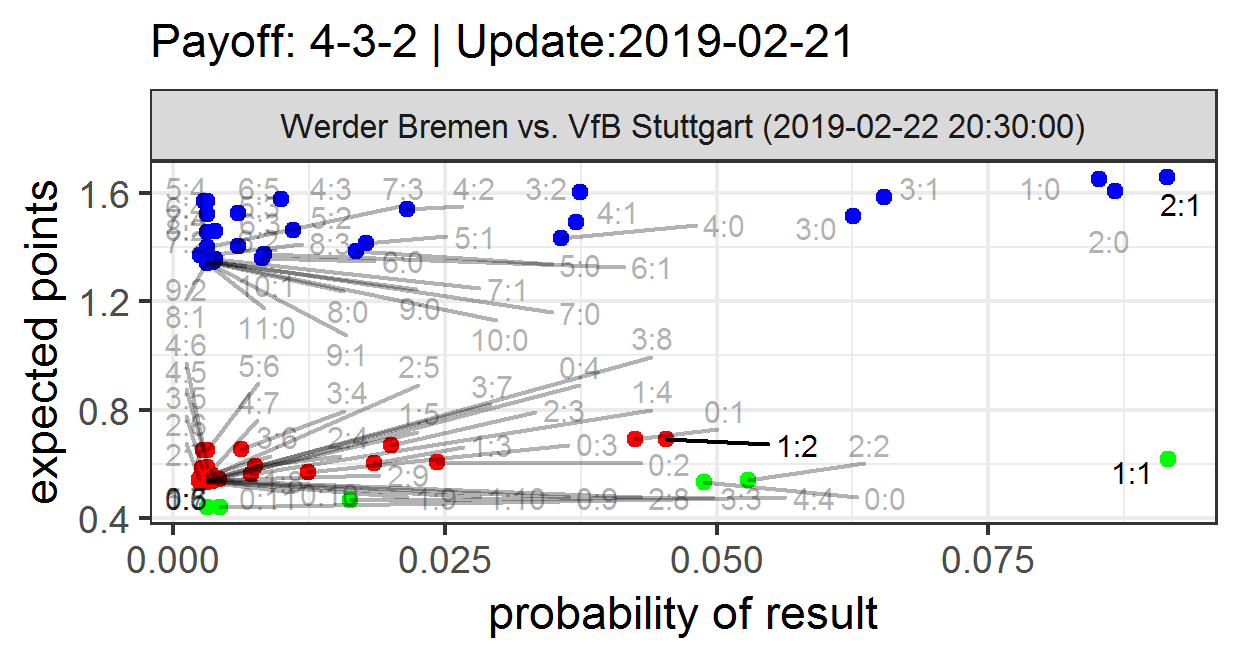 Payoff: 4-3-2 | Update:2019-02-21
Werder Bremen vs. VfB Stuttgart (2019-02-22 20:30:00)
expected points
1.6
1.2
0.8
0.4
5:4 6:5 4:3 7:3 4:2 3:2 3:1 1:0 2:1
6:3 5:2 4:1 4:0 3:0 2:0
8:3 5:1
6:0 5:0 6:1
9:2 10:1 7:1
8:1 11:0 8:0 9:0 7:0
10:0
4:6 9:1 3:8
4:5 5:6 2:5 0:4
3:5 4:7 3:4 3:7 1:4
1:5 2:3 0:1
2:6 3:6 2:4 1:3 0:3 1:2 2:2
0:2
2:9 1:1
1:9 1:10 0:9 2:8 3:3 4:4 0:0
0.000 0.025 0.050 0.075
probability of result